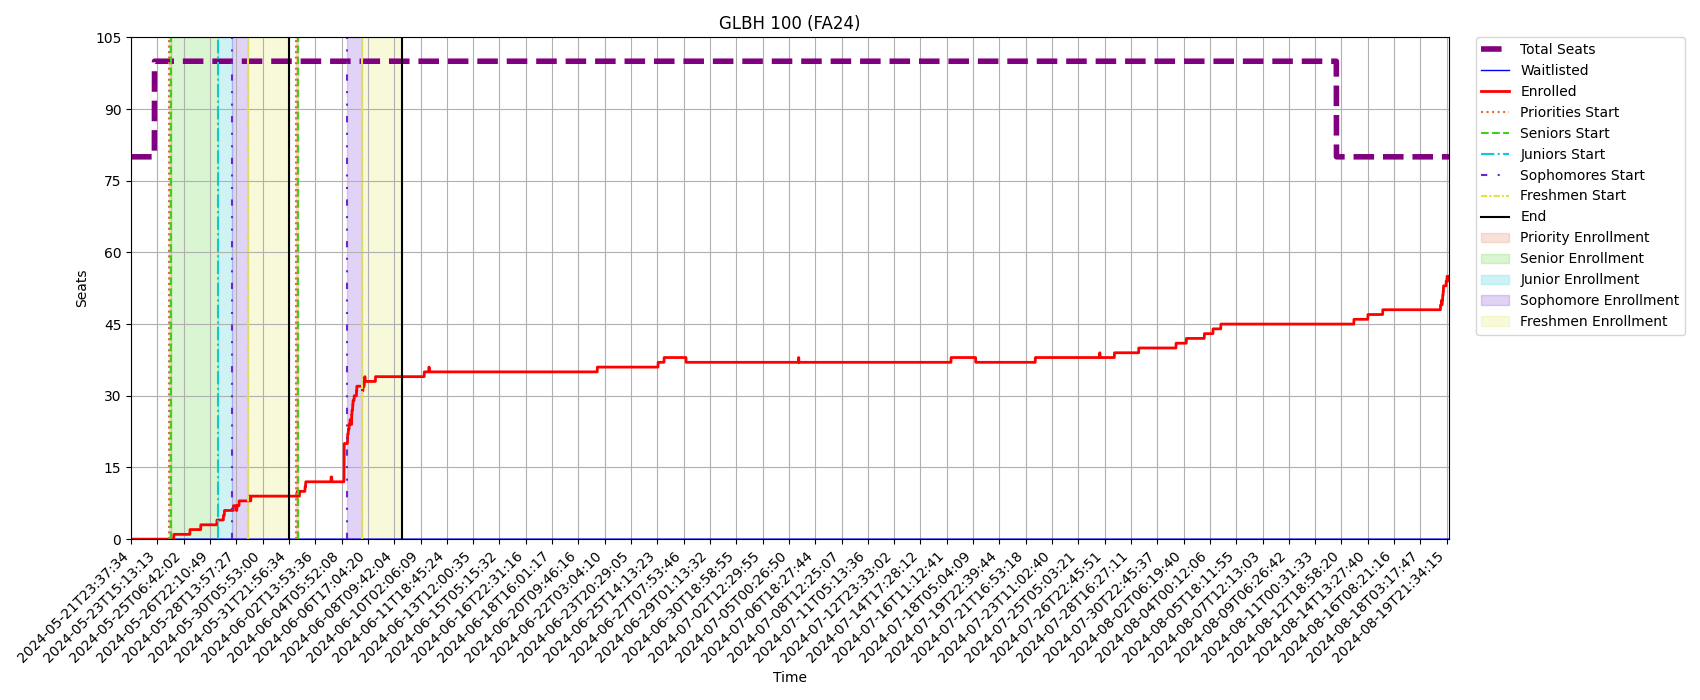 GLBH 100 (FA24)
105
90
75
60
45
30
15
0
Seats
2024-05-21T23:37:34
2024-05-23T15:13:13
2024-05-25T06:42:02
2024-05-26T22:10:49
2024-05-28T13:57:27
2024-05-30T05:53:00
2024-05-31T21:56:34
2024-06-02T13:53:36
2024-06-04T05:52:08
2024-06-06T17:04:20
2024-06-08T09:42:04
2024-06-10T02:06:09
2024-06-11T18:45:24
2024-06-13T12:00:35
2024-06-15T05:15:32
2024-06-16T22:31:16
2024-06-18T16:01:17
2024-06-20T09:46:16
2024-06-22T03:04:10
2024-06-23T20:29:05
2024-06-25T14:13:23
2024-06-27T07:53:46
2024-06-29T01:13:32
2024-06-30T18:58:55
2024-07-02T12:29:55
2024-07-05T00:26:50
2024-07-06T18:27:44
2024-07-08T12:25:07
2024-07-11T05:13:36
2024-07-12T23:33:02
2024-07-14T17:28:12
2024-07-16T11:12:41
2024-07-18T05:04:09
2024-07-19T22:39:44
2024-07-21T16:53:18
2024-07-23T11:02:40
2024-07-25T05:03:21
2024-07-26T22:45:51
2024-07-28T16:27:11
2024-07-30T22:45:37
2024-08-02T06:19:40
2024-08-04T00:12:06
2024-08-05T18:11:55
2024-08-07T12:13:03
2024-08-09T06:26:42
2024-08-11T00:31:33
2024-08-12T18:58:20
2024-08-14T13:27:40
2024-08-16T08:21:16
2024-08-18T03:17:47
2024-08-19T21:34:15
Time
Total Seats
Waitlisted
Enrolled
Priorities Start
Seniors Start
Juniors Start
Sophomores Start
Freshmen Start
End
Priority Enrollment
Senior Enrollment
Junior Enrollment
Sophomore Enrollment
Freshmen Enrollment